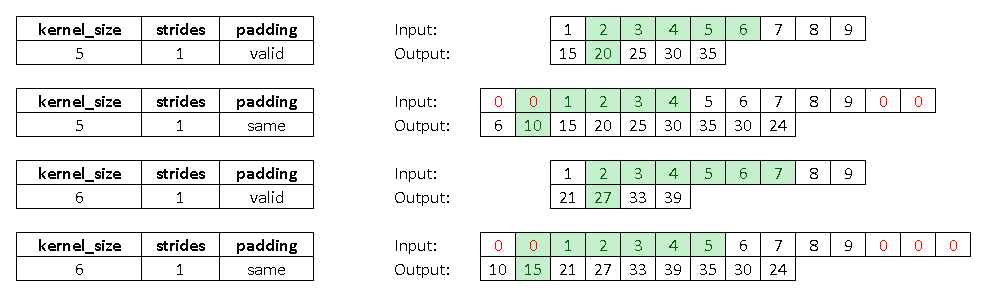 kernel_size strides padding Input: 1 2 3 4 5 6 7 8 9
5 1 valid Output: 15 20 25 30 35
kernel_size strides padding Input: 0 0 1 2 3 4 5 6 7 8 9 0 0
5 1 same Output: 6 10 15 20 25 30 35 30 24
kernel_size strides padding Input: 1 2 3 4 5 6 7 8 9
6 1 valid Output: 21 27 33 39
kernel_size strides padding Input: 0 0 1 2 3 4 5 6 7 8 9 0 0 0
6 1 same Output: 10 15 21 27 33 39 35 30 24